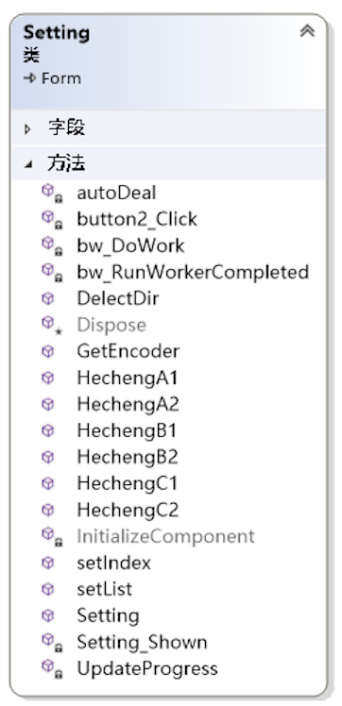 Setting
类
Form
字段
方法
autoDeal
button2_Click
bw_DoWork
bw_RunWorkerCompleted
DelectDir
Dispose
GetEncoder
HechengA1
HechengA2
HechengB1
HechengB2
HechengC1
HechengC2
InitializeComponent
setIndex
setList
Setting
Setting_Shown
UpdateProgress